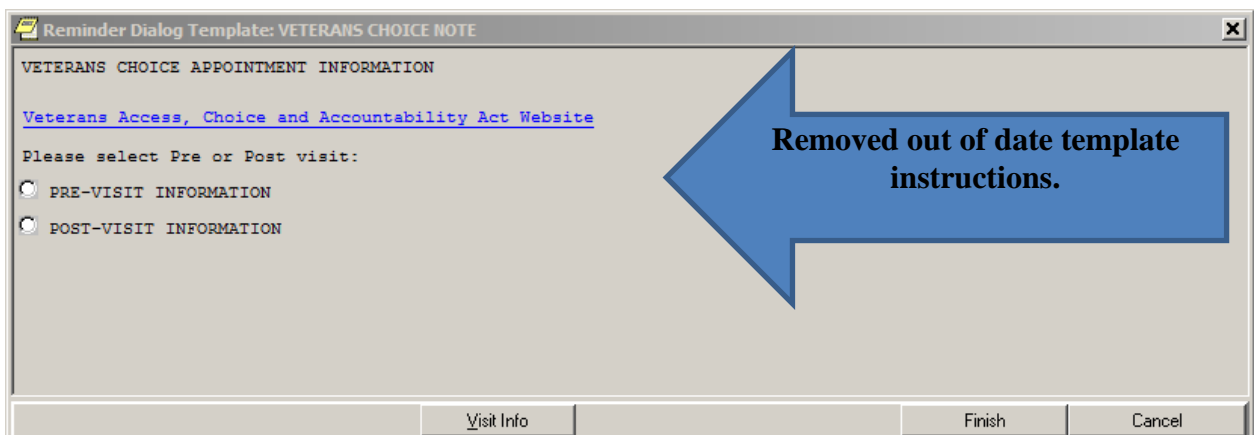 Reminder Dialog Template: VETERANS CHOICE NOTE
VETERANS CHOICE APPOINTMENT INFORMATION
Veterans Access, Choice and Accountability Act Website
Please select Pre or Post visit:
PRE-VISIT INFORMATION
POST-VISIT INFORMATION
Removed out of date template
instructions.
Visit Info
Finish
Cancel